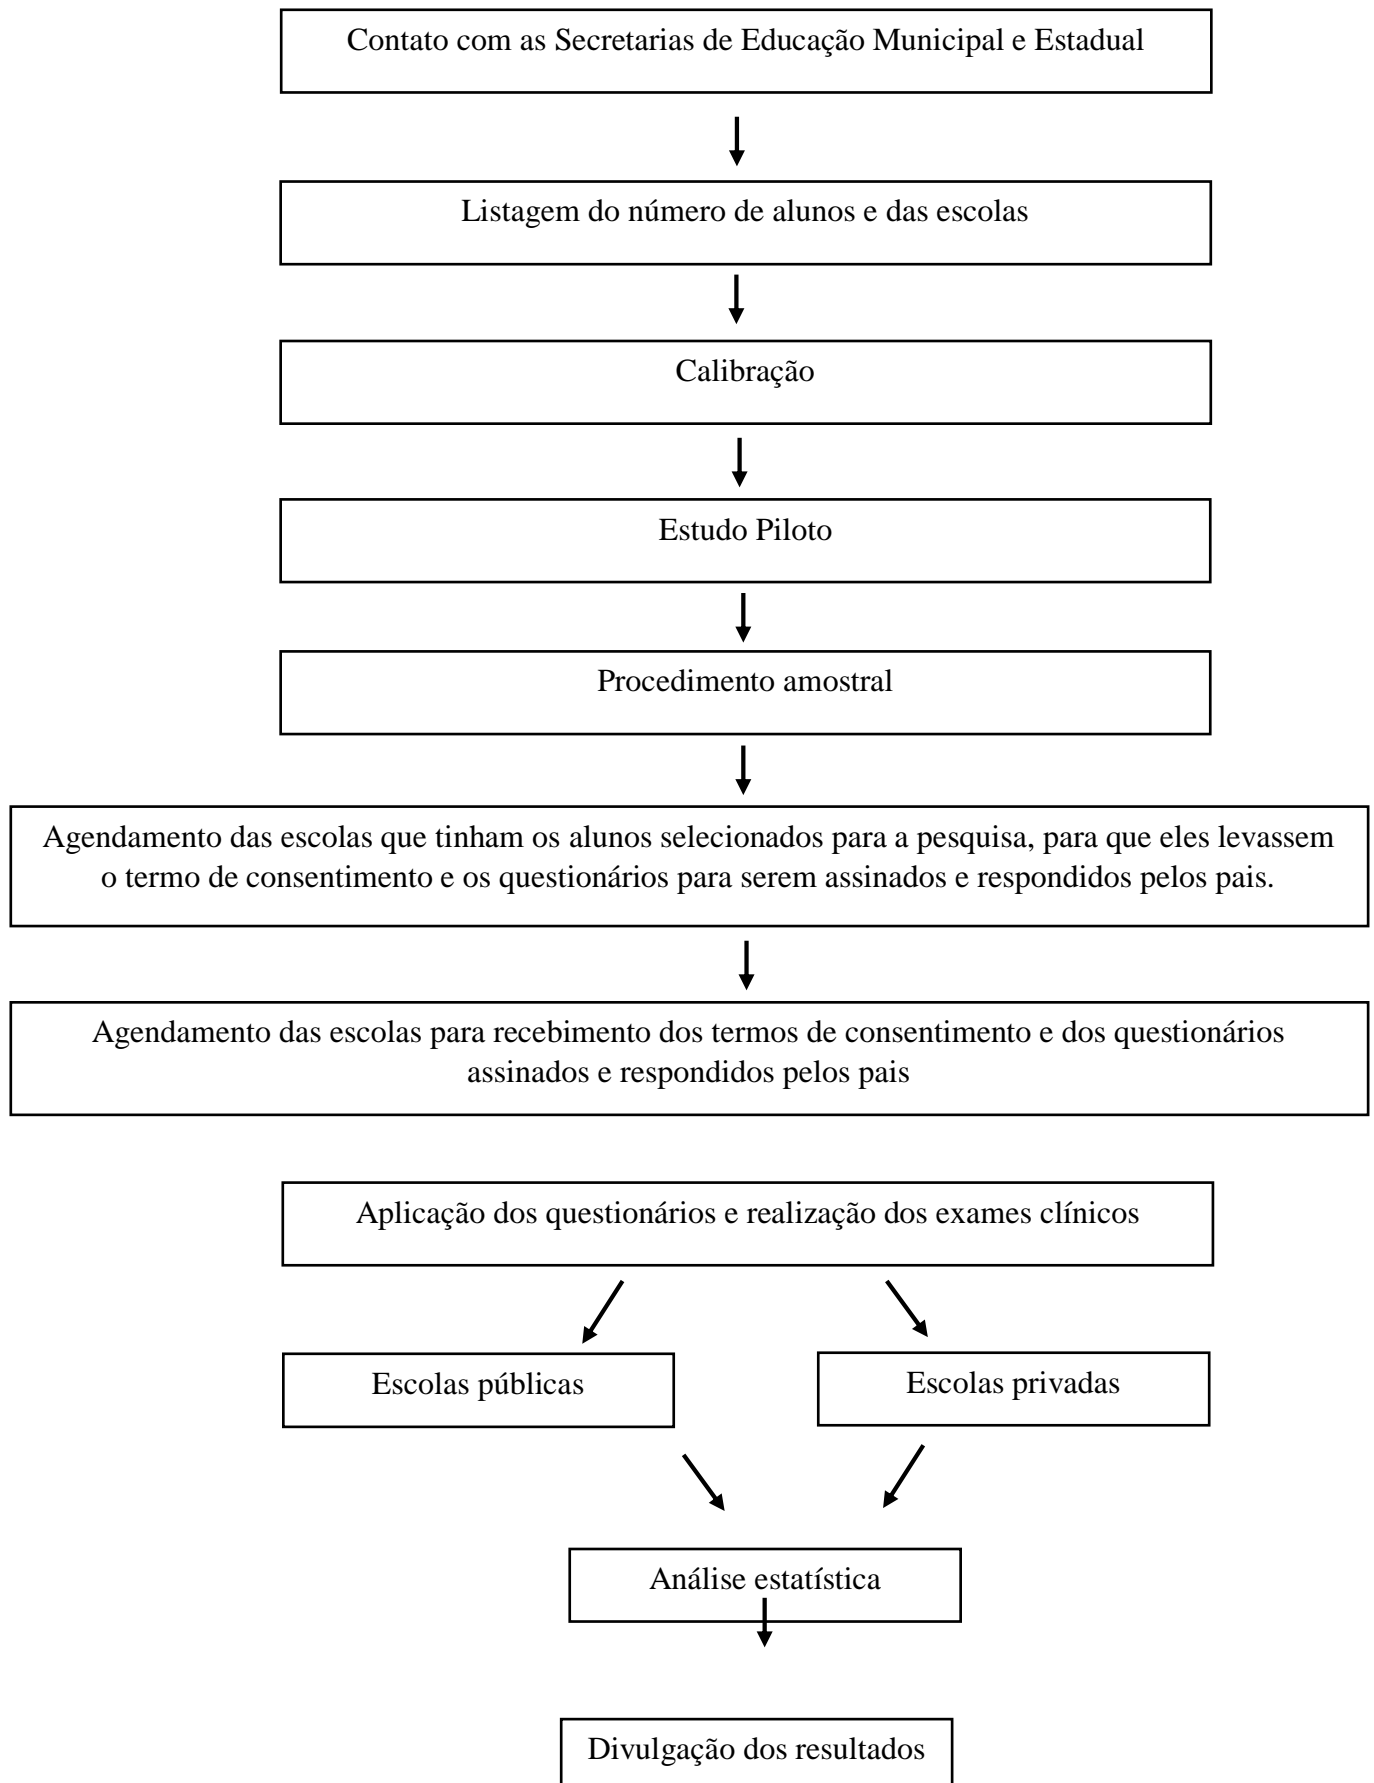 Contato com as Secretarias de Educação Municipal e Estadual
Listagem do número de alunos e das escolas
Calibração
Estudo Piloto
Procedimento amostral
Agendamento das escolas que tinham os alunos selecionados para a pesquisa, para que eles levassem
o termo de consentimento e os questionários para serem assinados e respondidos pelos pais.
Agendamento das escolas para recebimento dos termos de consentimento e dos questionários
assinados e respondidos pelos pais
Aplicação dos questionários e realização dos exames clínicos
Escolas públicas
Escolas privadas
Análise estatística
Divulgação dos resultados